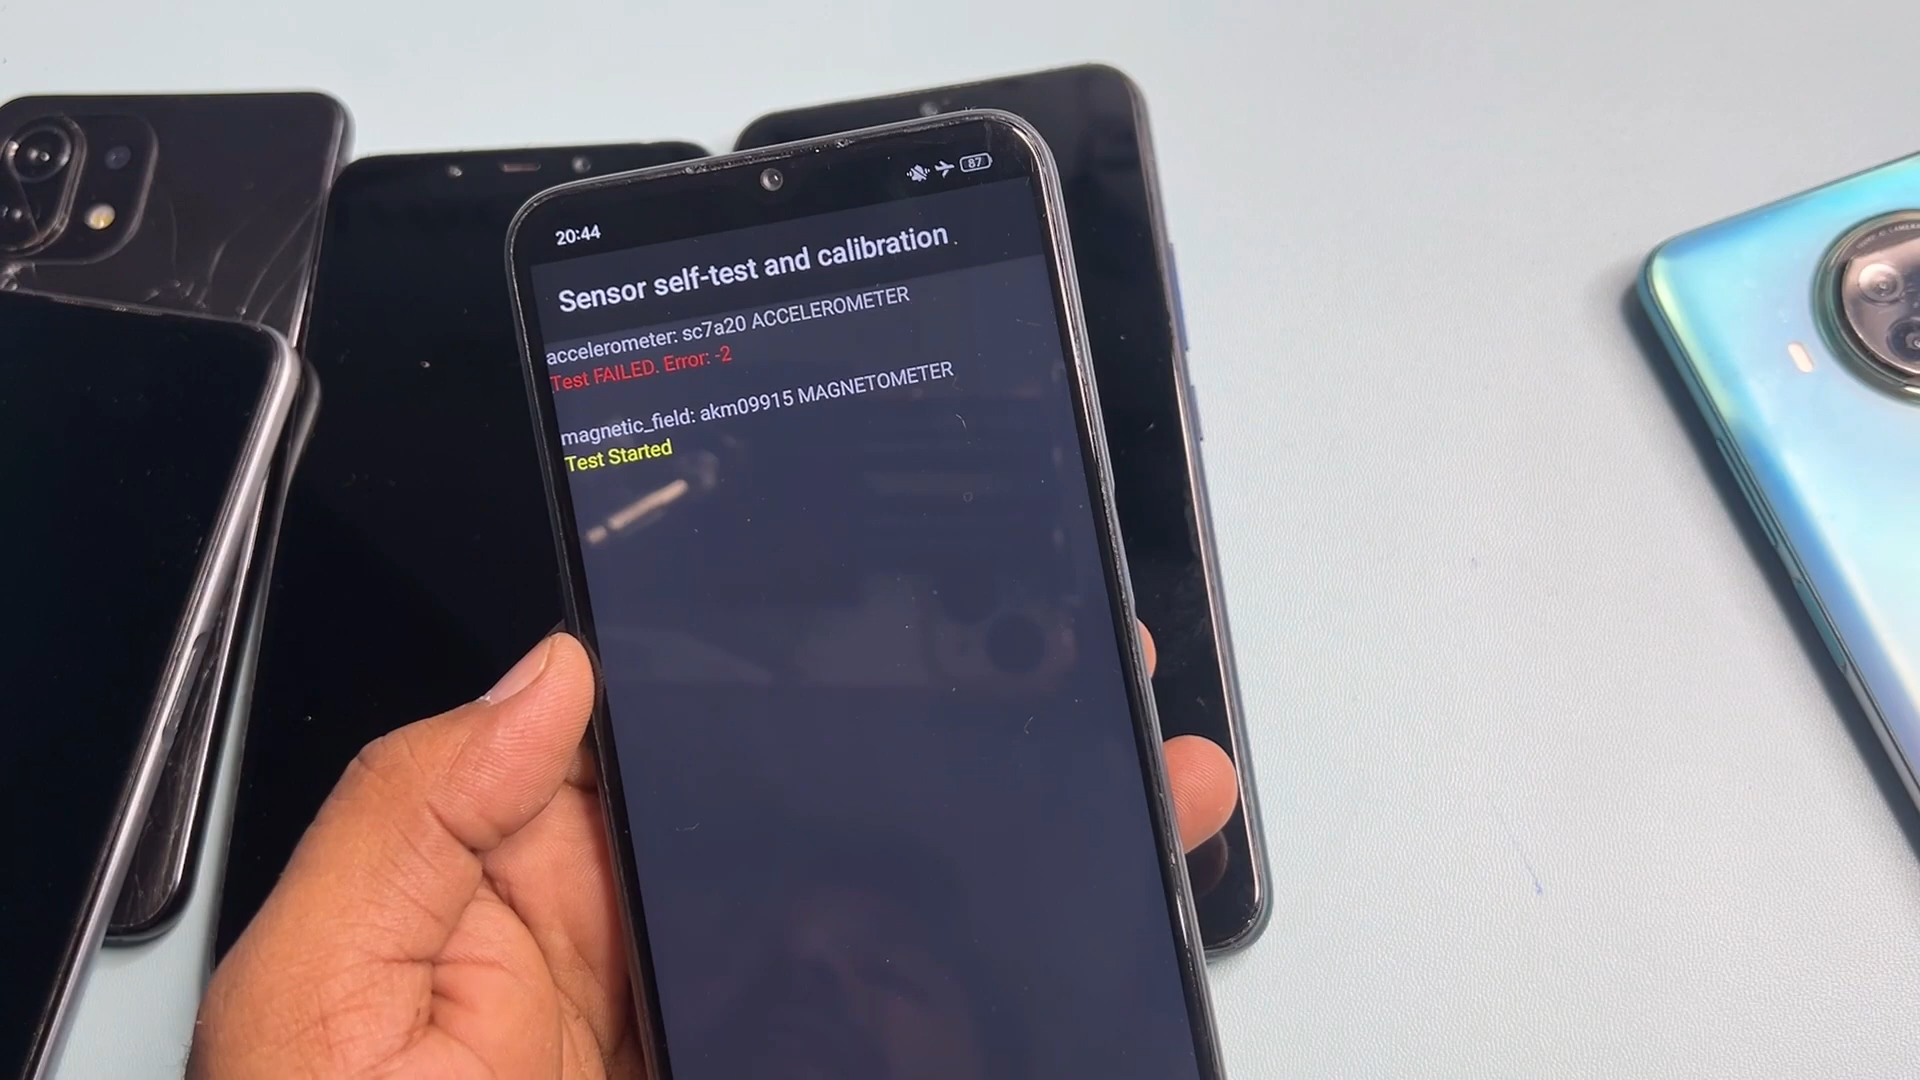 20:44
87
Sensor self-test and calibration
accelerometer: sc7a20 ACCELEROMETER
Test FAILED. Error: -2
magnetic_field: akm09915 MAGNETOMETER
Test Started